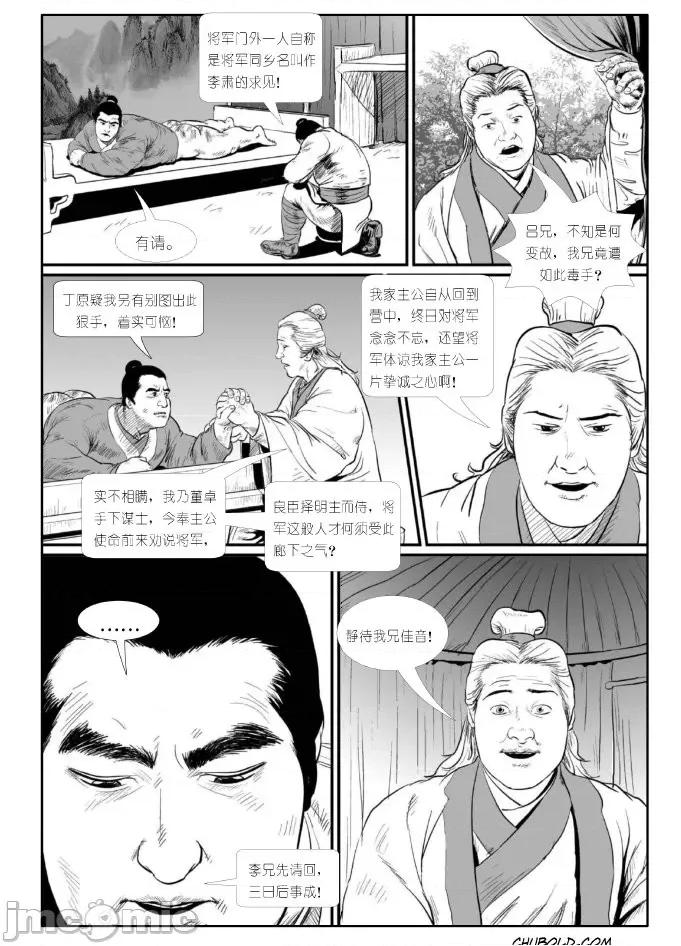 将军门外一人自称
是将军同乡名叫作
李肃的求见!
有请。
吕兄，不知是何
变故，我兄竟遭
如此毒手?
丁原疑我另有别图出此
狠手，着实可恼!
实不相瞒，我乃董卓
手下谋士，今奉主公
使命前来劝说将军，
良臣择明主而侍，将
军这般人才何须受此
廊下之气?
我家主公自从回到
营中，终日对将军
念念不忘，还望将
军体谅我家主公一
片挚诚之心啊!
......
李兄先请回，
三日后事成!
静待我兄佳音!
jmcomic
CHUBOLD.COM